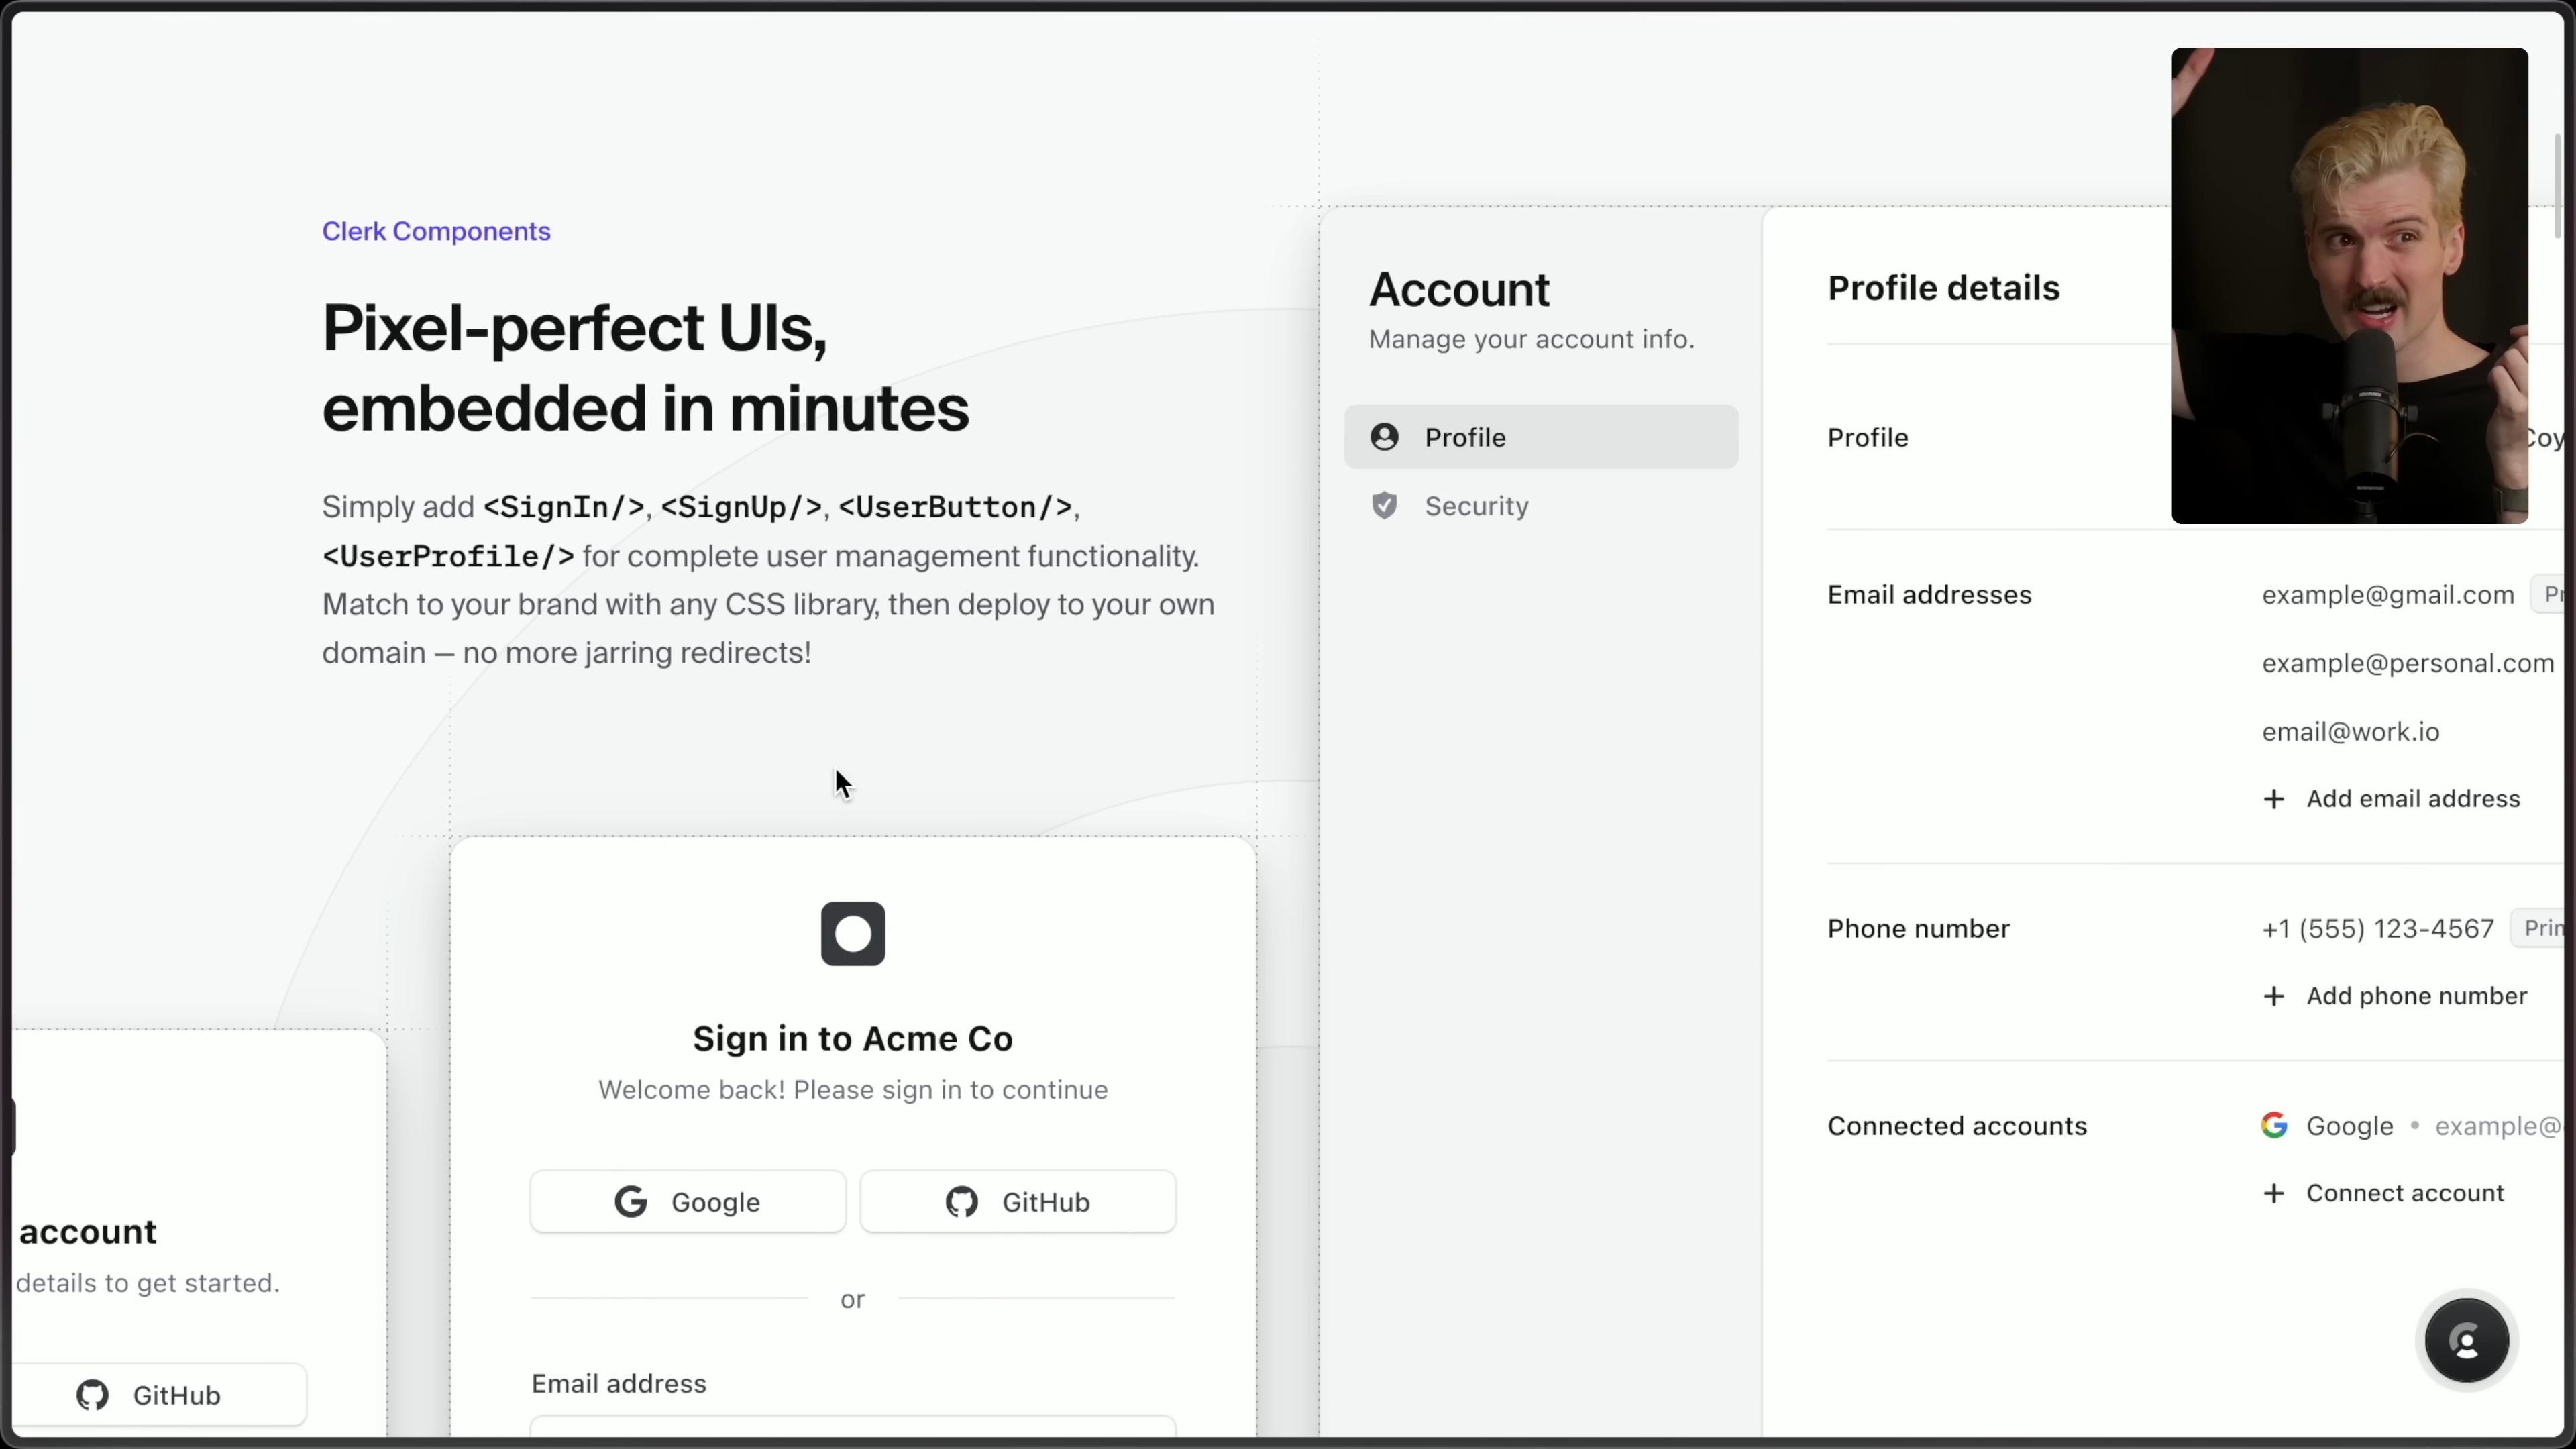 Clerk Components
Pixel-perfect UIs,
embedded in minutes
Simply add <SignIn/>, <SignUp/>, <UserButton/>,
<UserProfile/> for complete user management functionality.
Match to your brand with any CSS library, then deploy to your own
domain — no more jarring redirects!
account
details to get started.
GitHub
Sign in to Acme Co
Welcome back! Please sign in to continue
Google
GitHub
or
Email address
Account
Manage your account info.
Profile
Security
Profile details
Profile
Email addresses
example@gmail.com
example@personal.com
email@work.io
+ Add email address
Phone number
+1 (555) 123-4567
+ Add phone number
Connected accounts
Google • example@
+ Connect account